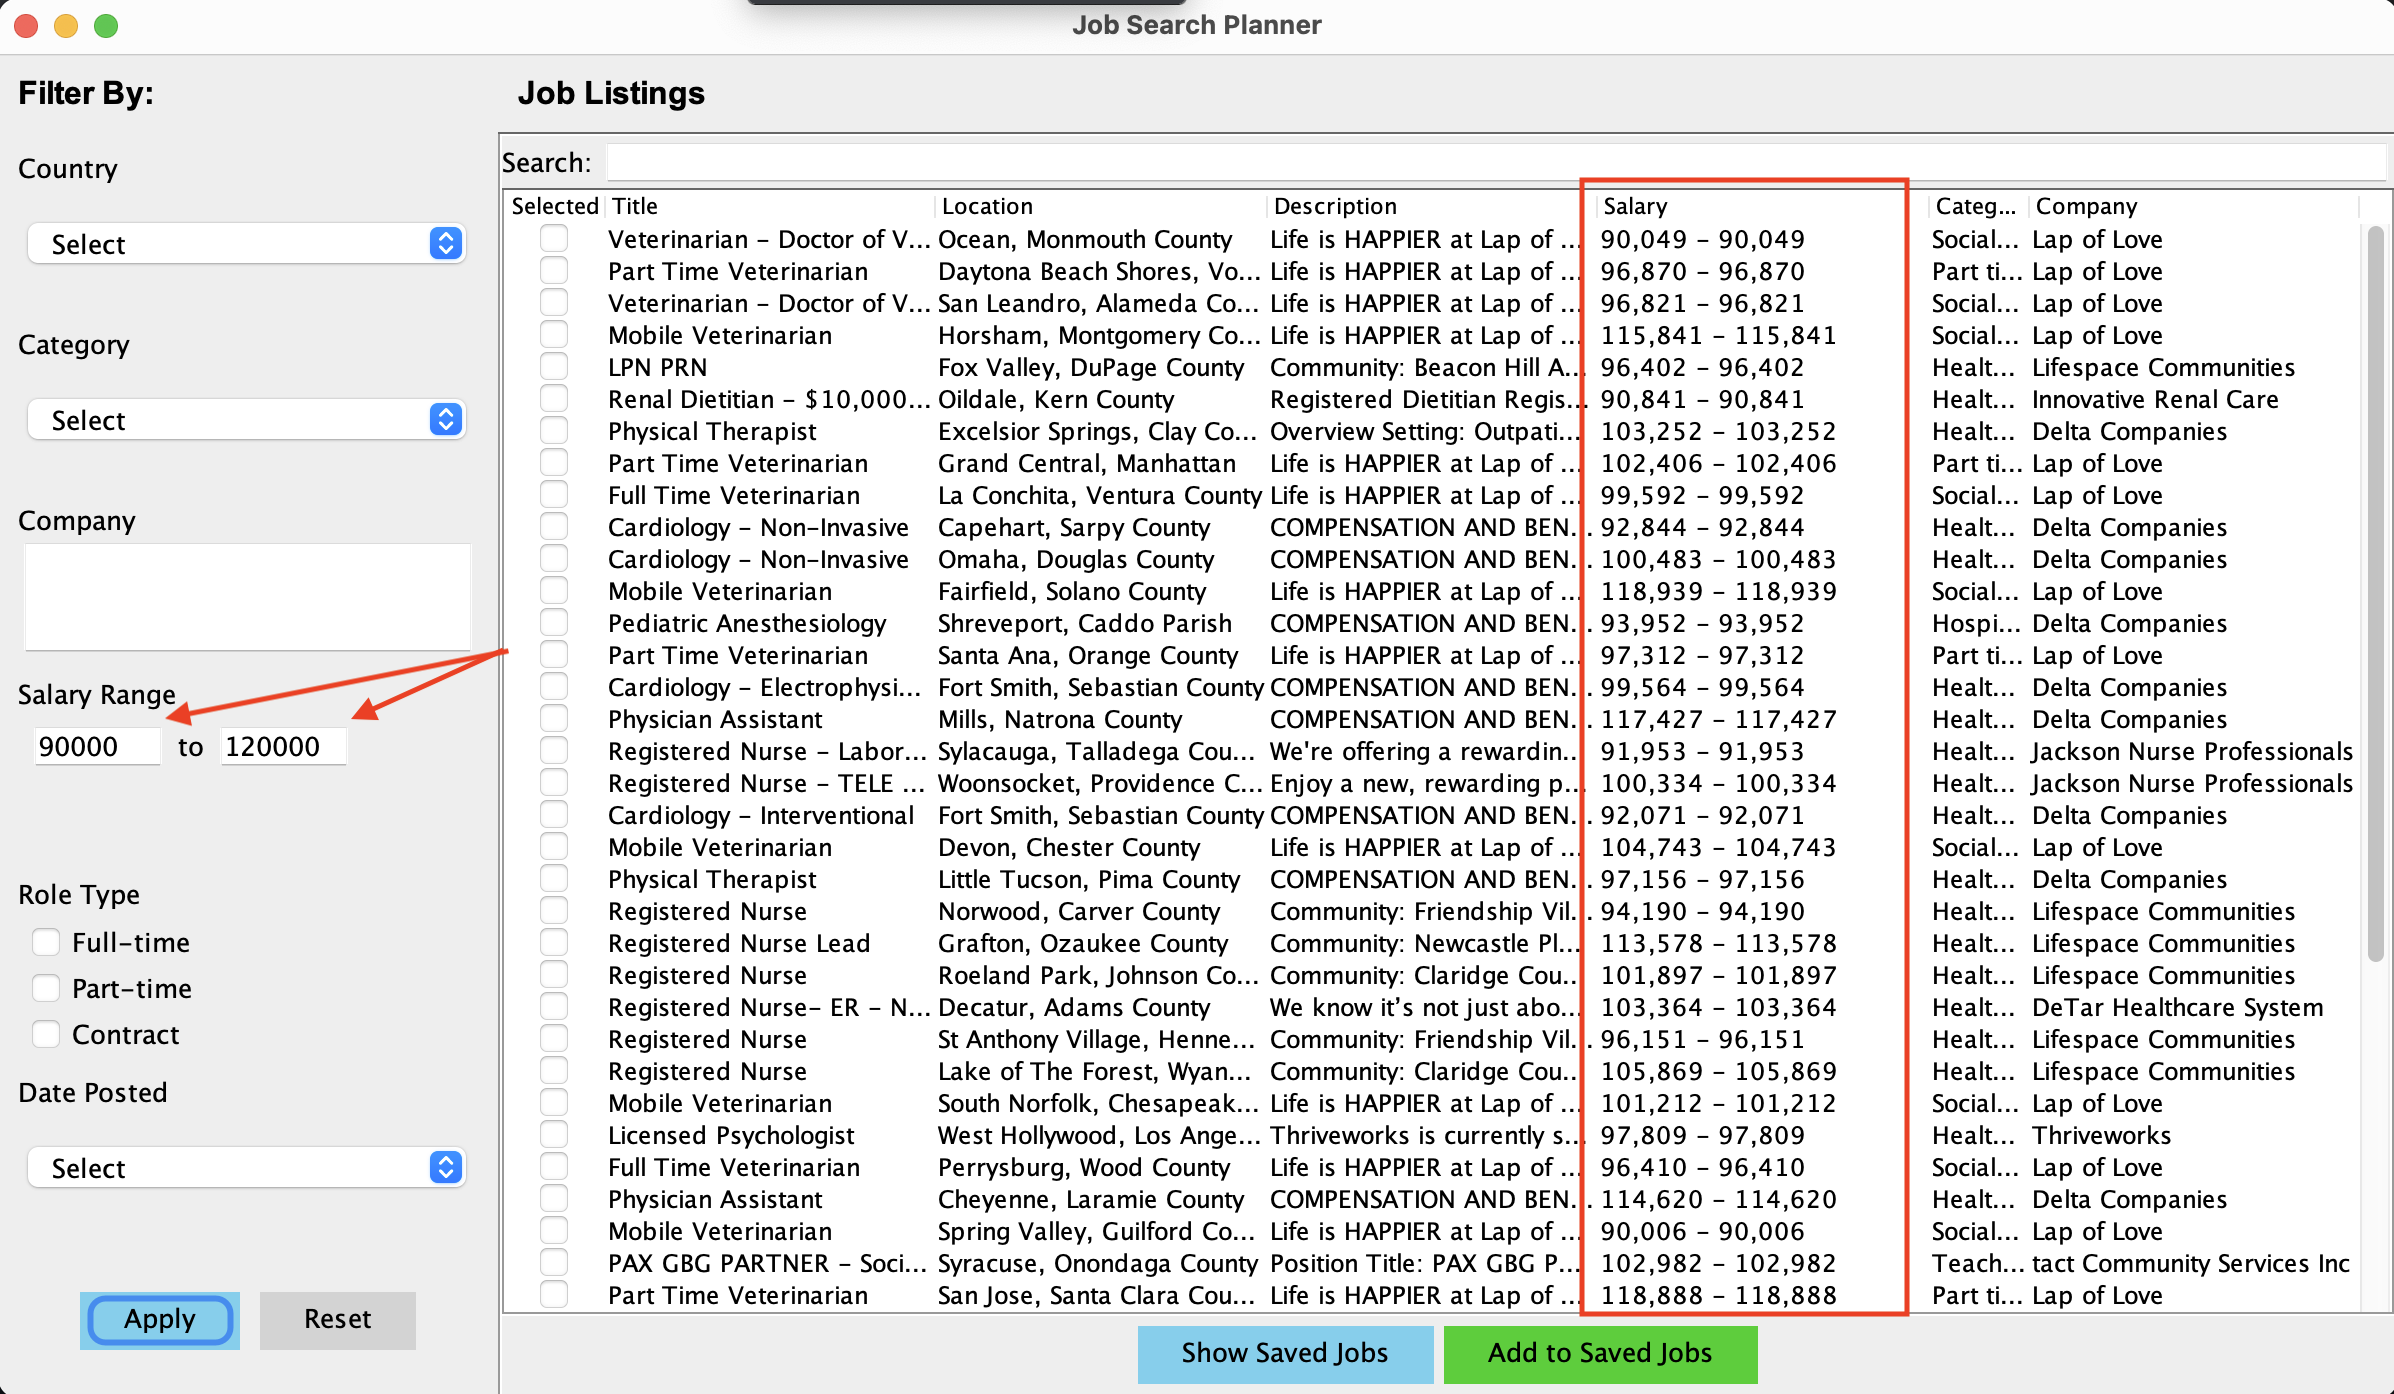 Job Search Planner
Filter By:
Country
Select
Category
Select
Company
Salary Range
90000 to 120000
Role Type
Full-time
Part-time
Contract
Date Posted
Select
Apply Reset
Job Listings
Search:
Selected Title Location Description Salary Categ... Company
Veterinarian – Doctor of V... Ocean, Monmouth County Life is HAPPIER at Lap of ... 90,049 – 90,049 Social... Lap of Love
Part Time Veterinarian Daytona Beach Shores, Vo... Life is HAPPIER at Lap of ... 96,870 – 96,870 Part ti... Lap of Love
Veterinarian – Doctor of V... San Leandro, Alameda Co... Life is HAPPIER at Lap of ... 96,821 – 96,821 Social... Lap of Love
Mobile Veterinarian Horsham, Montgomery Co... Life is HAPPIER at Lap of ... 115,841 – 115,841 Social... Lap of Love
LPN PRN Fox Valley, DuPage County Community: Beacon Hill A... 96,402 – 96,402 Healt... Lifespace Communities
Renal Dietitian – $10,000... Oildale, Kern County Registered Dietitian Regis... 90,841 – 90,841 Healt... Innovative Renal Care
Physical Therapist Excelsior Springs, Clay Co... Overview Setting: Outpati... 103,252 – 103,252 Healt... Delta Companies
Part Time Veterinarian Grand Central, Manhattan Life is HAPPIER at Lap of ... 102,406 – 102,406 Part ti... Lap of Love
Full Time Veterinarian La Conchita, Ventura County Life is HAPPIER at Lap of ... 99,592 – 99,592 Social... Lap of Love
Cardiology – Non-Invasive Capehart, Sarpy County COMPENSATION AND BEN... 92,844 – 92,844 Healt... Delta Companies
Cardiology – Non-Invasive Omaha, Douglas County COMPENSATION AND BEN... 100,483 – 100,483 Healt... Delta Companies
Mobile Veterinarian Fairfield, Solano County Life is HAPPIER at Lap of ... 118,939 – 118,939 Social... Lap of Love
Pediatric Anesthesiology Shreveport, Caddo Parish COMPENSATION AND BEN... 93,952 – 93,952 Hospi... Delta Companies
Part Time Veterinarian Santa Ana, Orange County Life is HAPPIER at Lap of ... 97,312 – 97,312 Part ti... Lap of Love
Cardiology – Electrophysi... Fort Smith, Sebastian County COMPENSATION AND BEN... 99,564 – 99,564 Healt... Delta Companies
Physician Assistant Mills, Natrona County COMPENSATION AND BEN... 117,427 – 117,427 Healt... Delta Companies
Registered Nurse – Labor... Sylacauga, Talladega Cou... We're offering a rewardin... 91,953 – 91,953 Healt... Jackson Nurse Professionals
Registered Nurse – TELE ... Woonsocket, Providence C... Enjoy a new, rewarding p... 100,334 – 100,334 Healt... Jackson Nurse Professionals
Cardiology – Interventional Fort Smith, Sebastian County COMPENSATION AND BEN... 92,071 – 92,071 Healt... Delta Companies
Mobile Veterinarian Devon, Chester County Life is HAPPIER at Lap of ... 104,743 – 104,743 Social... Lap of Love
Physical Therapist Little Tucson, Pima County COMPENSATION AND BEN... 97,156 – 97,156 Healt... Delta Companies
Registered Nurse Norwood, Carver County Community: Friendship Vil... 94,190 – 94,190 Healt... Lifespace Communities
Registered Nurse Lead Grafton, Ozaukee County Community: Newcastle Pl... 113,578 – 113,578 Healt... Lifespace Communities
Registered Nurse Roeland Park, Johnson Co... Community: Claridge Cou... 101,897 – 101,897 Healt... Lifespace Communities
Registered Nurse– ER – N... Decatur, Adams County We know it’s not just abo... 103,364 – 103,364 Healt... DeTar Healthcare System
Registered Nurse St Anthony Village, Henne... Community: Friendship Vil... 96,151 – 96,151 Healt... Lifespace Communities
Registered Nurse Lake of The Forest, Wyan... Community: Claridge Cou... 105,869 – 105,869 Healt... Lifespace Communities
Mobile Veterinarian South Norfolk, Chesapeak... Life is HAPPIER at Lap of ... 101,212 – 101,212 Social... Lap of Love
Licensed Psychologist West Hollywood, Los Ange... Thriveworks is currently s... 97,809 – 97,809 Healt... Thriveworks
Full Time Veterinarian Perrysburg, Wood County Life is HAPPIER at Lap of ... 96,410 – 96,410 Social... Lap of Love
Physician Assistant Cheyenne, Laramie County COMPENSATION AND BEN... 114,620 – 114,620 Healt... Delta Companies
Mobile Veterinarian Spring Valley, Guilford Co... Life is HAPPIER at Lap of ... 90,006 – 90,006 Social... Lap of Love
PAX GBG PARTNER – Soci... Syracuse, Onondaga County Position Title: PAX GBG P... 102,982 – 102,982 Teach... tact Community Services Inc
Part Time Veterinarian San Jose, Santa Clara Cou... Life is HAPPIER at Lap of ... 118,888 – 118,888 Part ti... Lap of Love
Show Saved Jobs Add to Saved Jobs